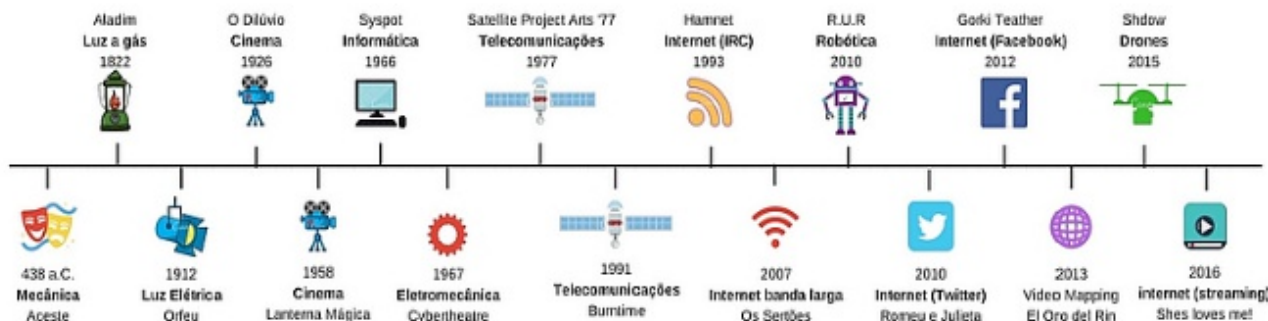 Aladim
Luz a gás
1822
O Dilúvio
Cinema
1926
Syspot
Informática
1966
Satellite Project Arts '77
Telecomunicações
1977
Hamnet
Internet (IRC)
1993
R.U.R
Robótica
2010
Gorki Teather
Internet (Facebook)
2012
Shdow
Drones
2015
438 a.C.
Mecânica
Aceste
1912
Luz Elétrica
Orfeu
1958
Cinema
Lanterna Mágica
1967
Eletromecânica
Cybertheatre
1991
Telecomunicações
Burntime
2007
Internet banda larga
Os Sertões
2010
Internet (Twitter)
Romeu e Julieta
2013
Video Mapping
El Oro del Rin
2016
internet (streaming)
Shes loves me!